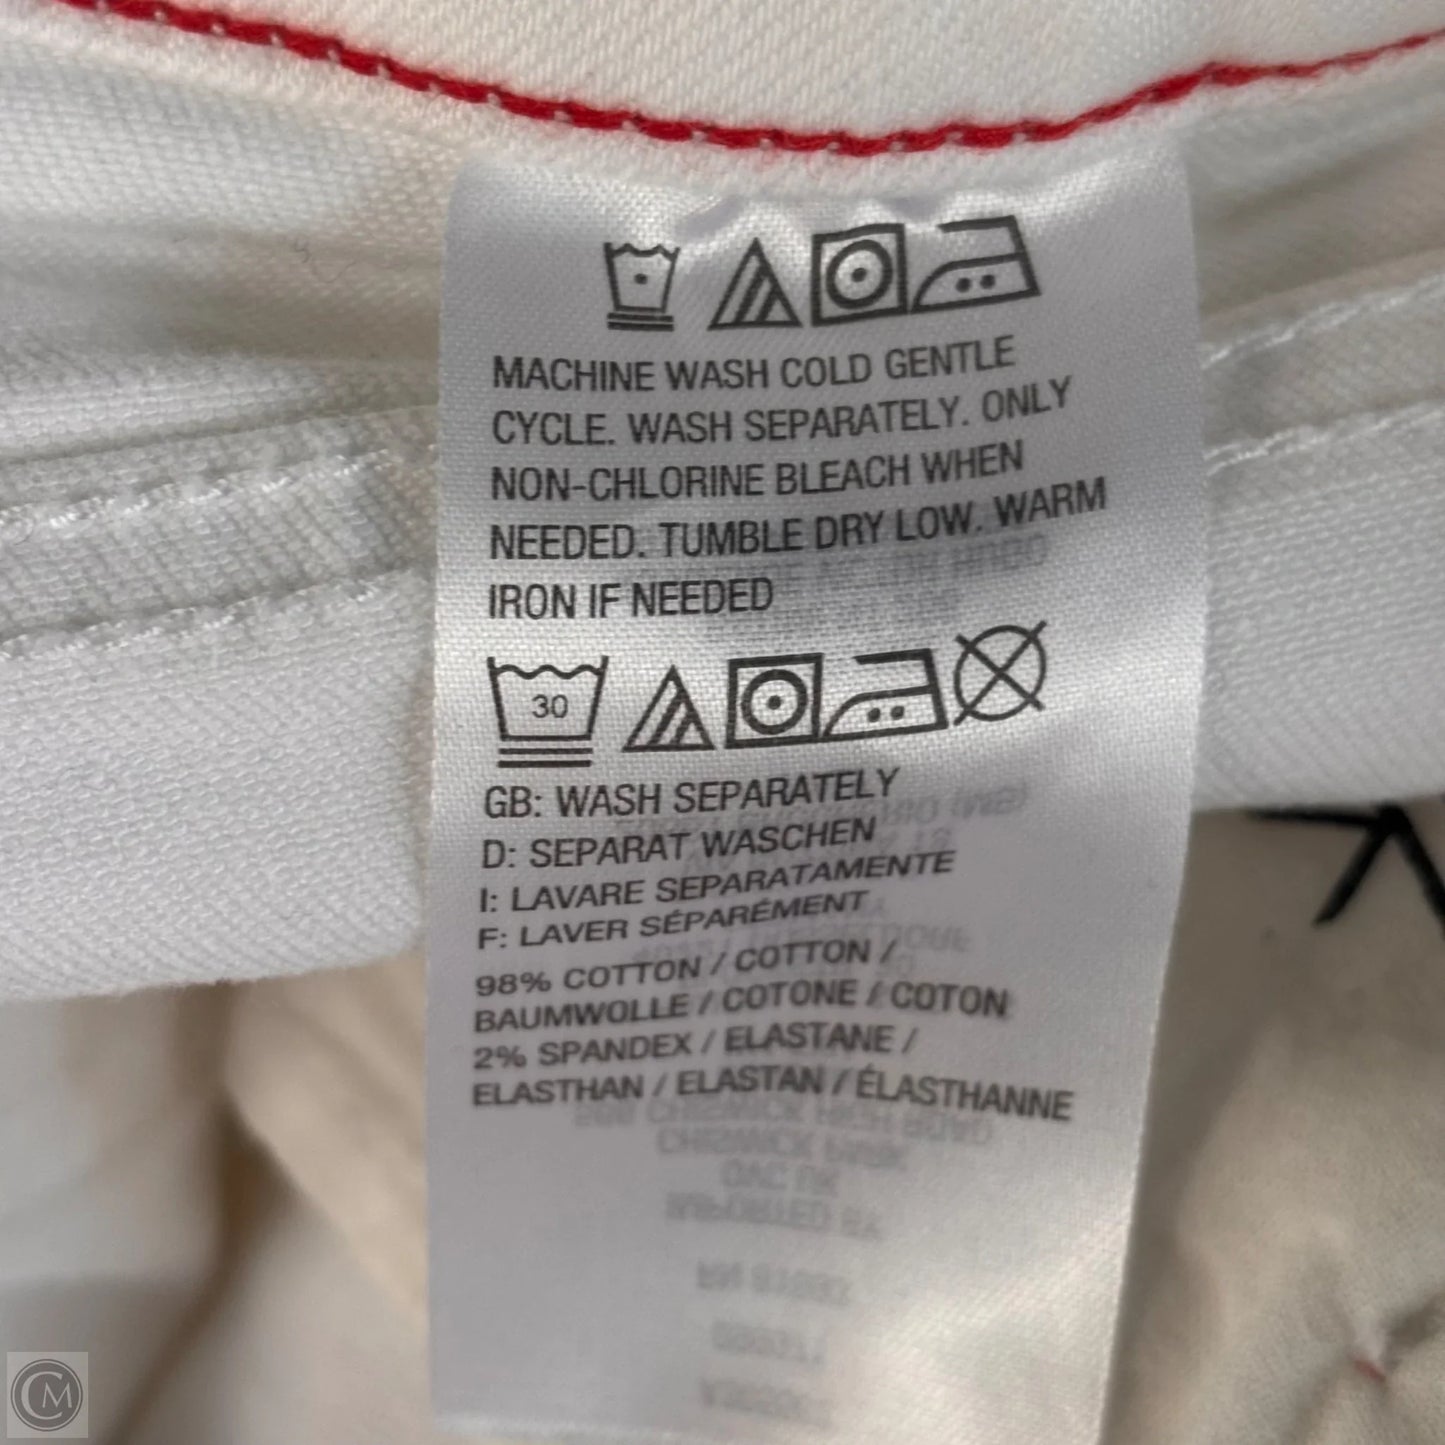 MACHINE WASH COLD GENTLE
CYCLE. WASH SEPARATELY. ONLY
NON-CHLORINE BLEACH WHEN
NEEDED. TUMBLE DRY LOW. WARM
IRON IF NEEDED
30
GB: WASH SEPARATELY
D: SEPARAT WASCHEN
I: LAVARE SEPARATAMENTE
F: LAVER SÉPARÉMENT
98% COTTON / COTTON /
BAUMWOLLE / COTONE / COTON
2% SPANDEX / ELASTANE /
ELASTHAN / ELASTAN / ÉLASTHANNE
CM